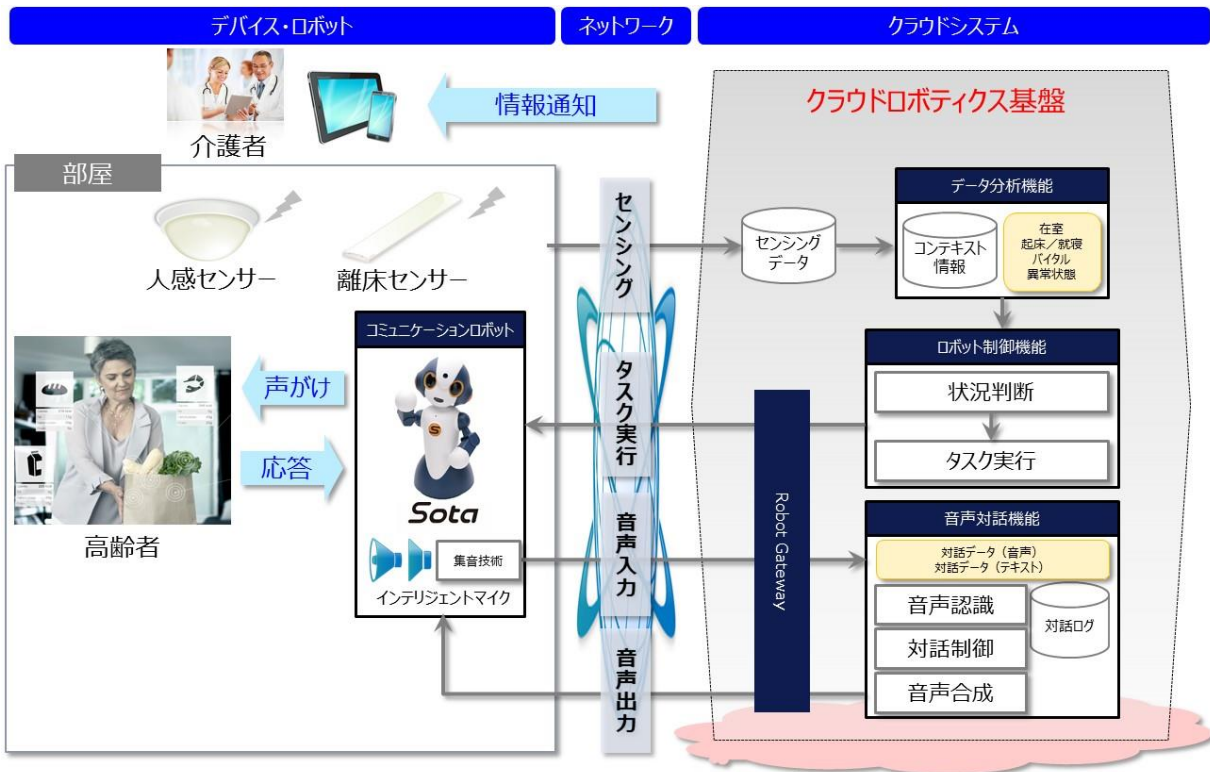 デバイス・ロボット
ネットワーク
クラウドシステム
介護者
情報通知
クラウドロボティクス基盤
部屋
人感センサー
離床センサー
センシング
センシング
データ
データ分析機能
コンテキスト
情報
在室
起床／就寝
バイタル
異常状態
コミュニケーションロボット
声がけ
応答
高齢者
S
Sota
集音技術
インテリジェントマイク
タスク実行
音声入力
音声出力
Robot Gateway
ロボット制御機能
状況判断
タスク実行
音声対話機能
対話データ（音声）
対話データ（テキスト）
音声認識
対話制御
音声合成
対話ログ